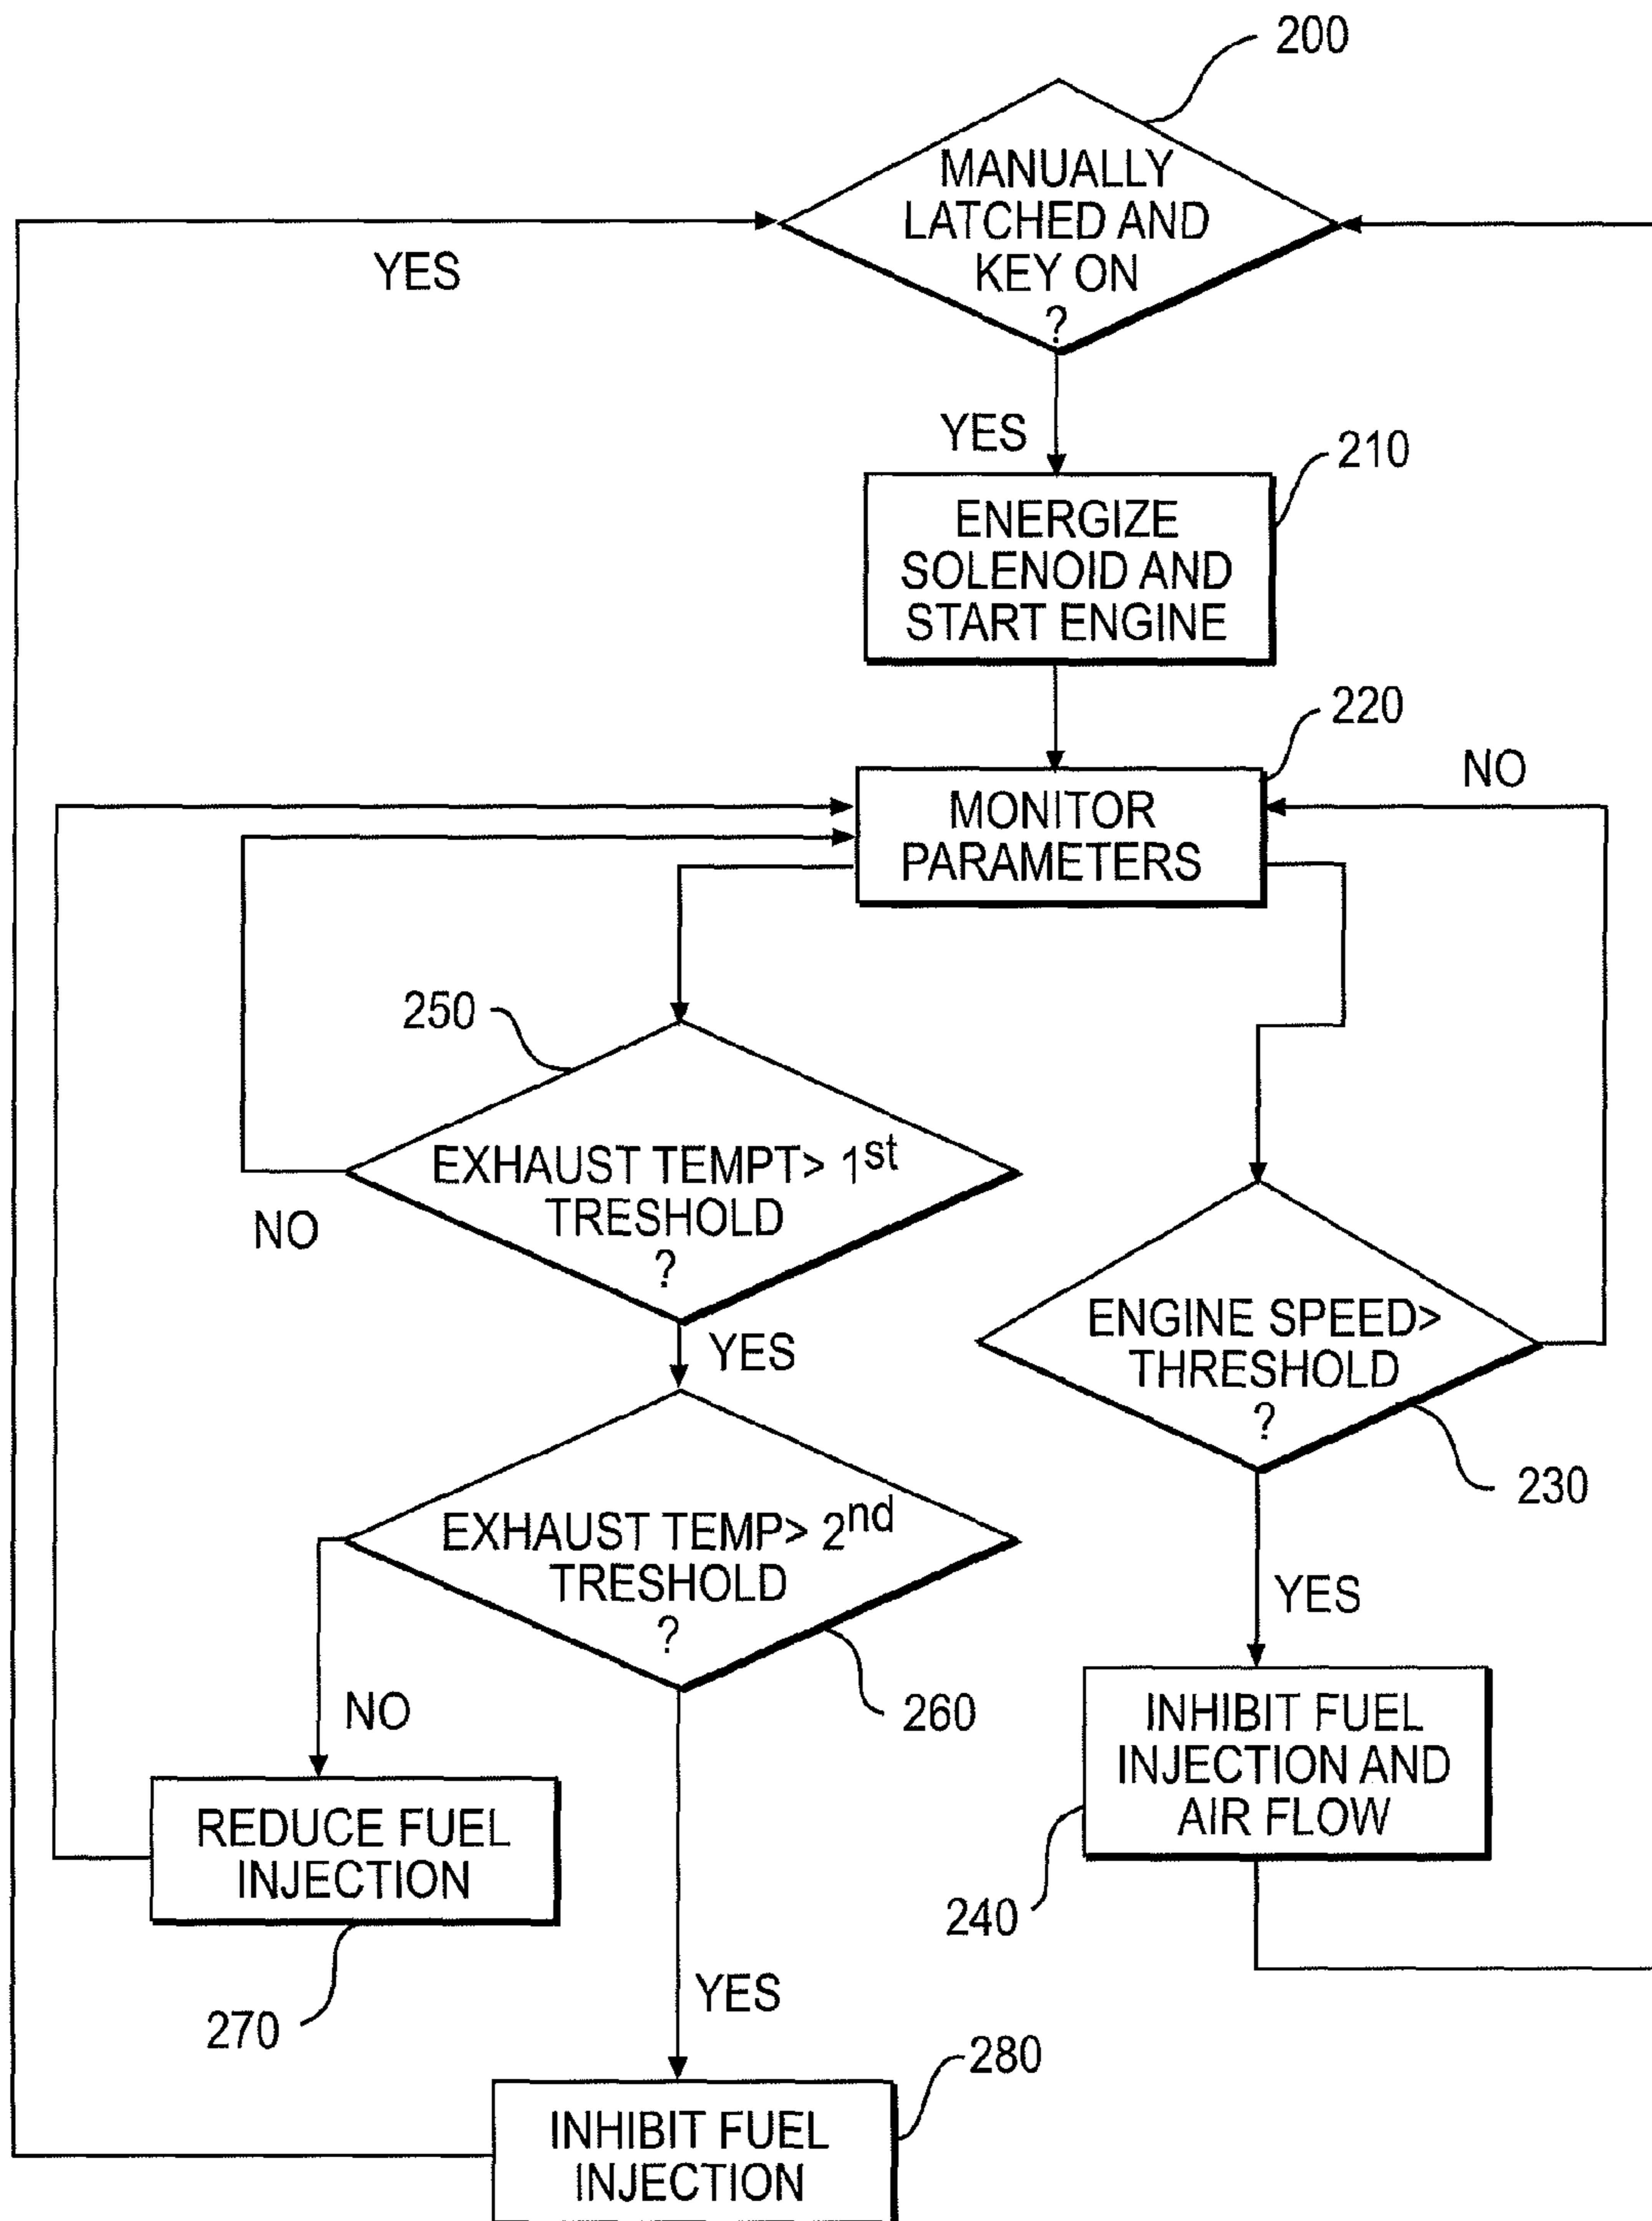 200
MANUALLY
LATCHED AND
KEY ON
?
YES
YES
210
ENERGIZE
SOLENOID AND
START ENGINE
220
NO
MONITOR
PARAMETERS
250
EXHAUST TEMPT> 1st
TRESHOLD
?
NO
YES
ENGINE SPEED>
THRESHOLD
?
230
EXHAUST TEMP> 2nd
TRESHOLD
?
260
YES
NO
INHIBIT FUEL
INJECTION AND
AIR FLOW
240
REDUCE FUEL
INJECTION
270
YES
280
INHIBIT FUEL
INJECTION